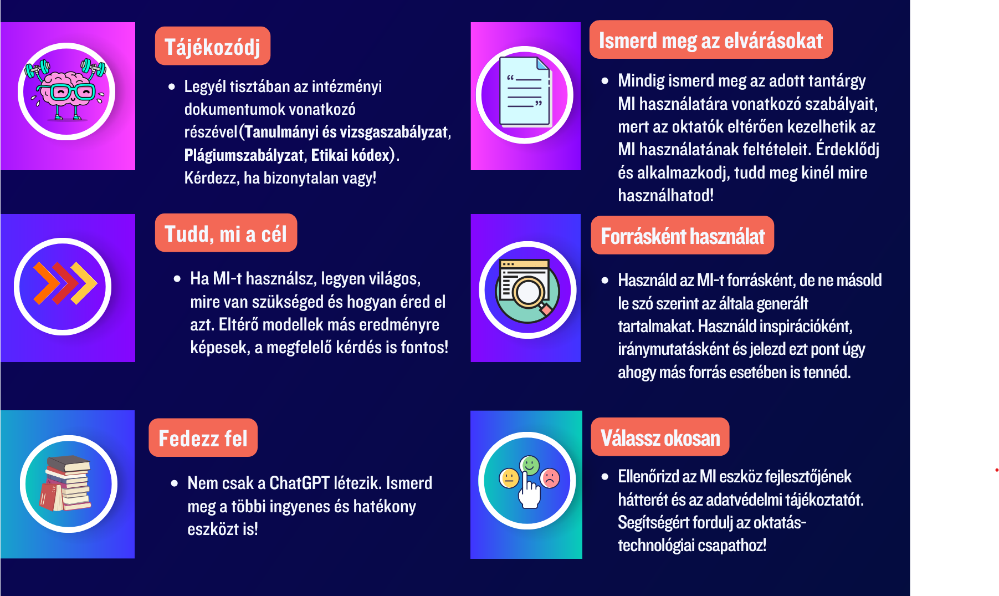 Tájékozódj
• Legyél tisztában az intézményi
dokumentumok vonatkozó
részével(Tanulmányi és vizsgaszabályzat,
Plágiumszabályzat, Etikai kódex).
Kérdezz, ha bizonytalan vagy!
Ismerd meg az elvárásokat
• Mindig ismerd meg az adott tantárgy
MI használatára vonatkozó szabályait,
mert az oktatók eltérően kezelhetik az
MI használatának feltételeit. Érdeklődj
és alkalmazkodj, tudd meg kinél mire
használhatod!
Tudd, mi a cél
• Ha MI-t használsz, legyen világos,
mire van szükséged és hogyan éred el
azt. Eltérő modellek más eredményre
képesek, a megfelelő kérdés is fontos!
Forrásként használat
• Használd az MI-t forrásként, de ne másold
le szó szerint az általa generált
tartalmakat. Használd inspirációként,
iránymutatásként és jelezd ezt pont úgy
ahogy más forrás esetében is tennéd.
Fedezz fel
• Nem csak a ChatGPT létezik. Ismerd
meg a többi ingyenes és hatékony
eszközt is!
Válassz okosan
• Ellenőrizd az MI eszköz fejlesztőjének
hátterét és az adatvédelmi tájékoztatót.
Segítségért fordulj az oktatás-
technológiai csapathoz!